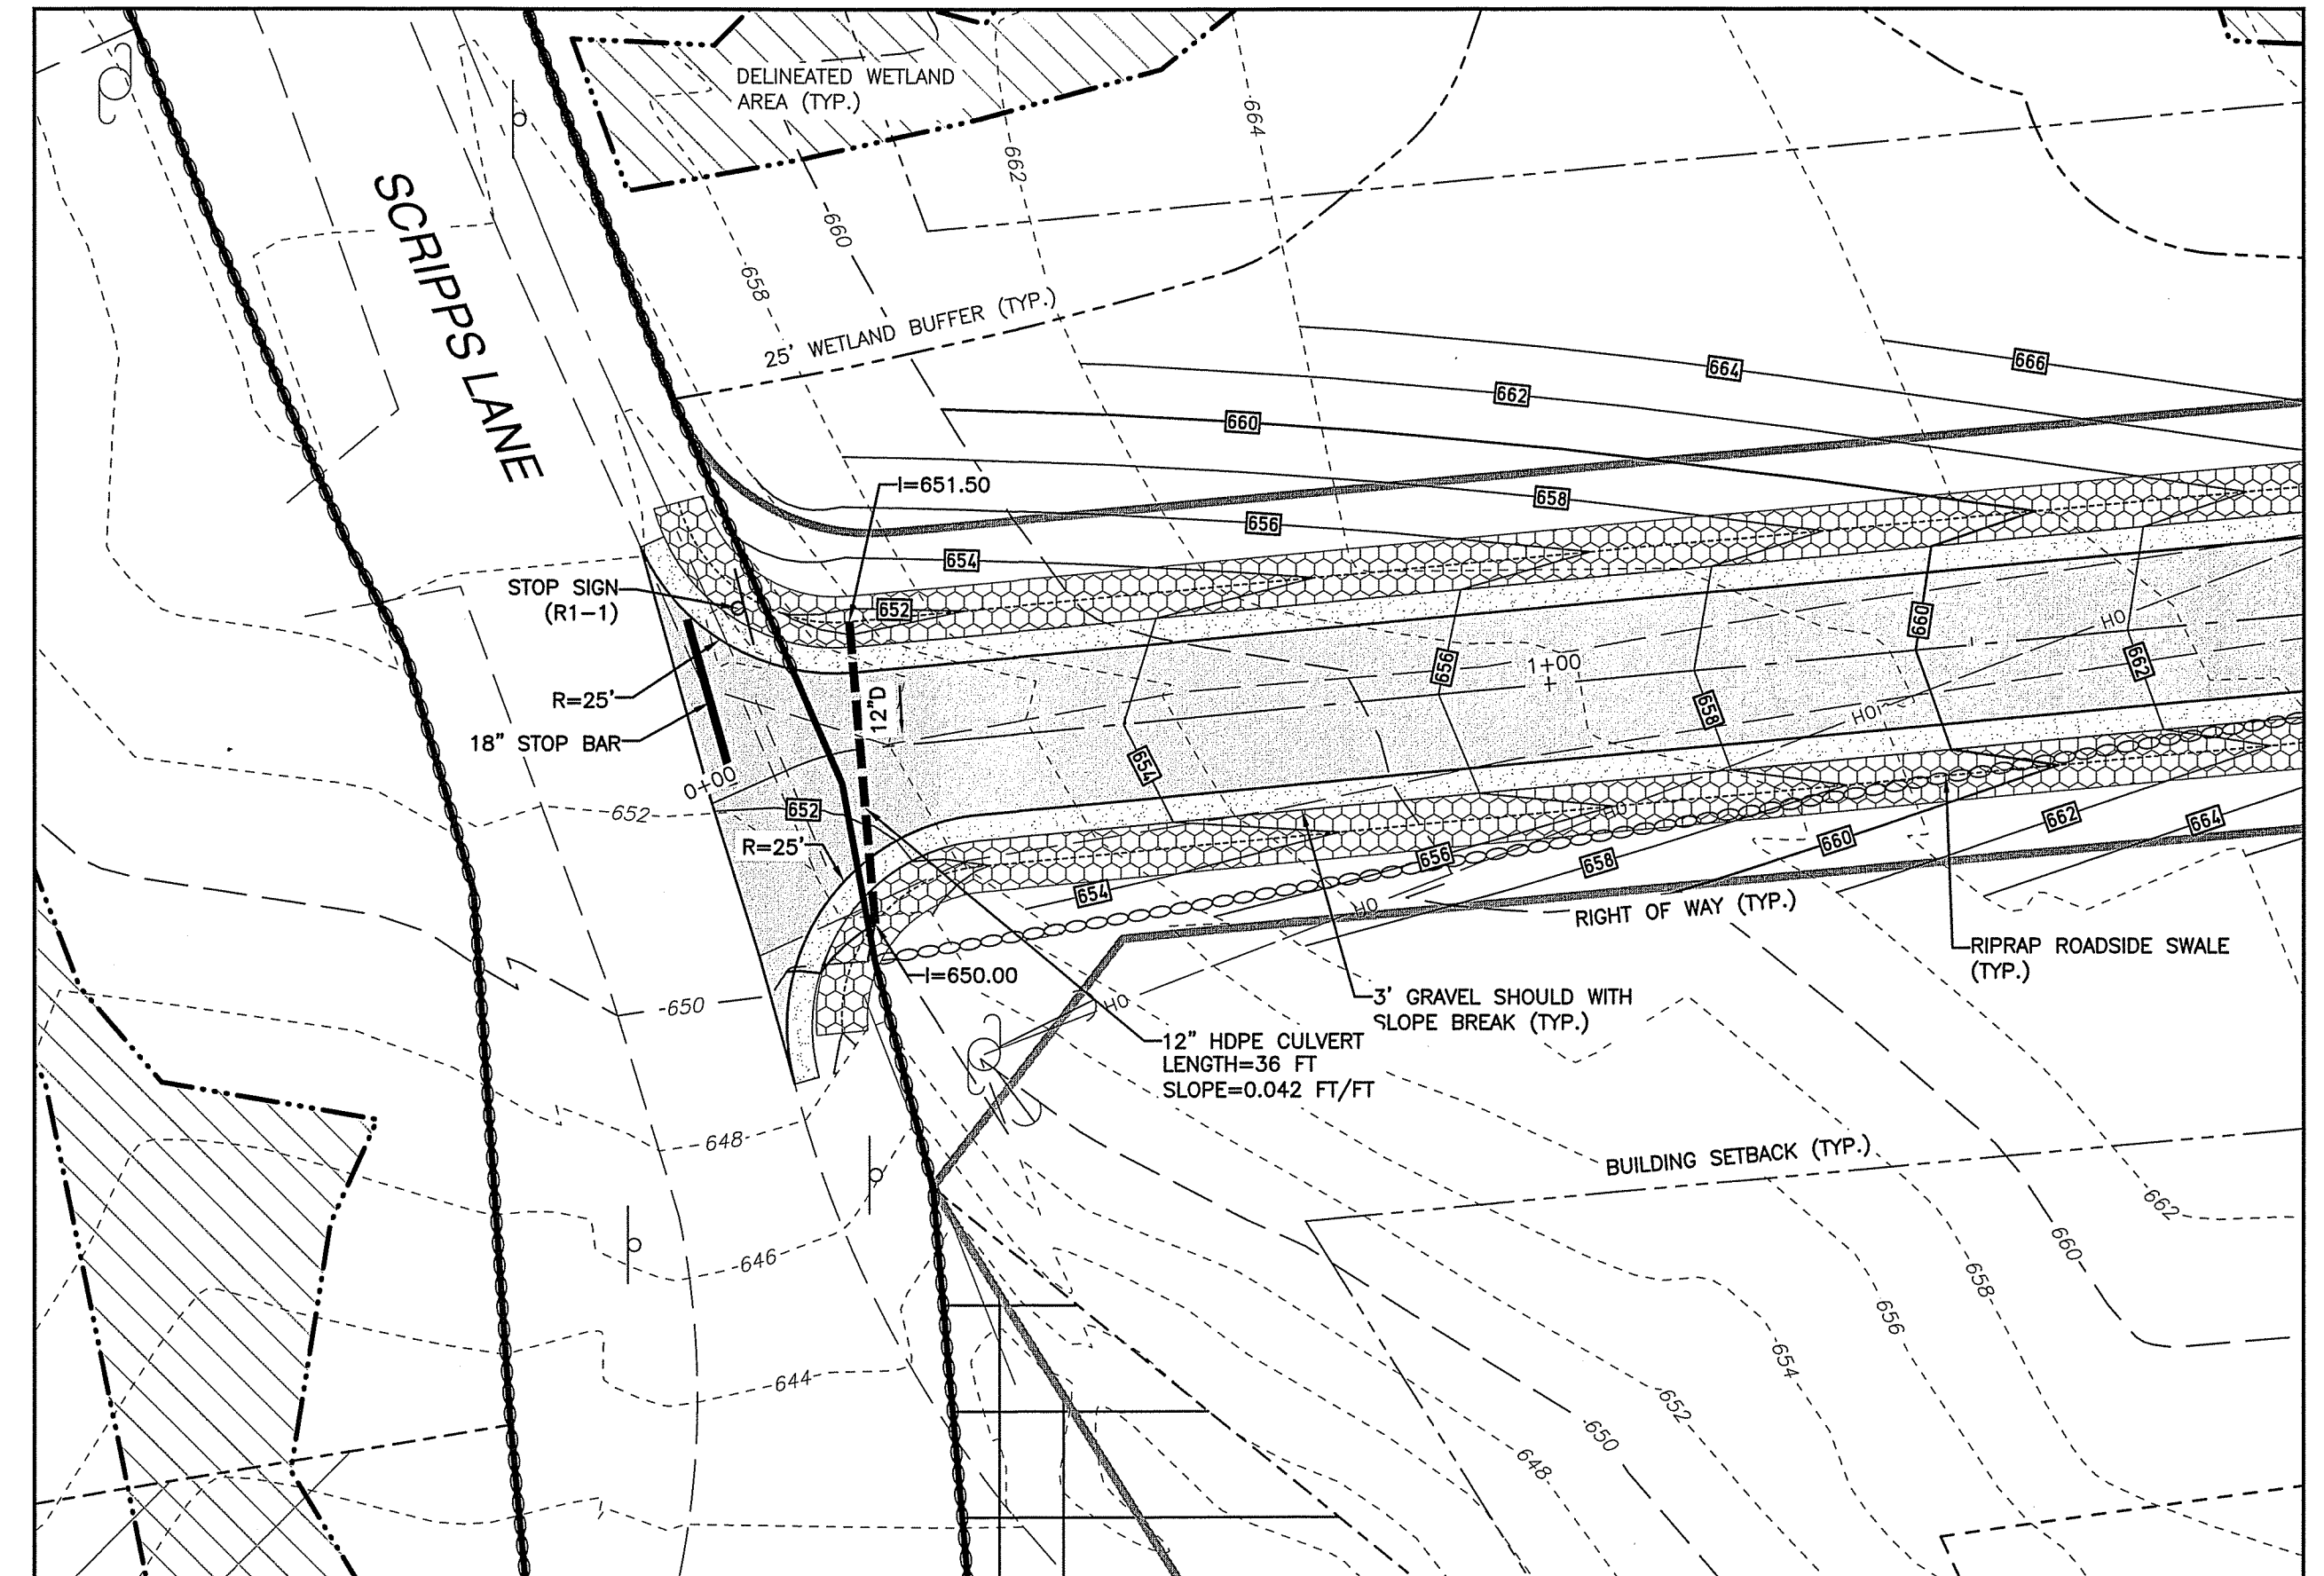 DELINEATED WETLAND
AREA (TYP.)
664
662
660
658
SCRIPPS LANE
25' WETLAND BUFFER (TYP.)
666
664
662
660
658
656
654
652
I=651.50
STOP SIGN
(R1-1)
R=25'
18" STOP BAR
0+00
12"D
1+00
HO
HO
654
656
658
660
662
652
652
R=25'
654
656
658
660
662
664
HO
HO
RIGHT OF WAY (TYP.)
RIPRAP ROADSIDE SWALE
(TYP.)
I=650.00
650
3' GRAVEL SHOULD WITH
SLOPE BREAK (TYP.)
12" HDPE CULVERT
LENGTH=36 FT
SLOPE=0.042 FT/FT
648
BUILDING SETBACK (TYP.)
646
644
662
660
658
656
654
652
650
648